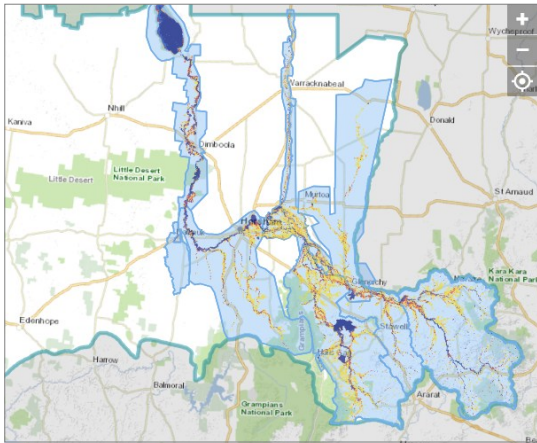 +
−
Wycheproof
Warracknabeal
Nhill
Donald
Kaniva
Dimboola
Little Desert
National Park
Little Desert
St Arnaud
Murtoa
Kara Kara
National Park
Glenorchy
Edenhope
Stawell
Grampians
Harrow
Halls Gap
Balmoral
Ararat
Grampians
National Park